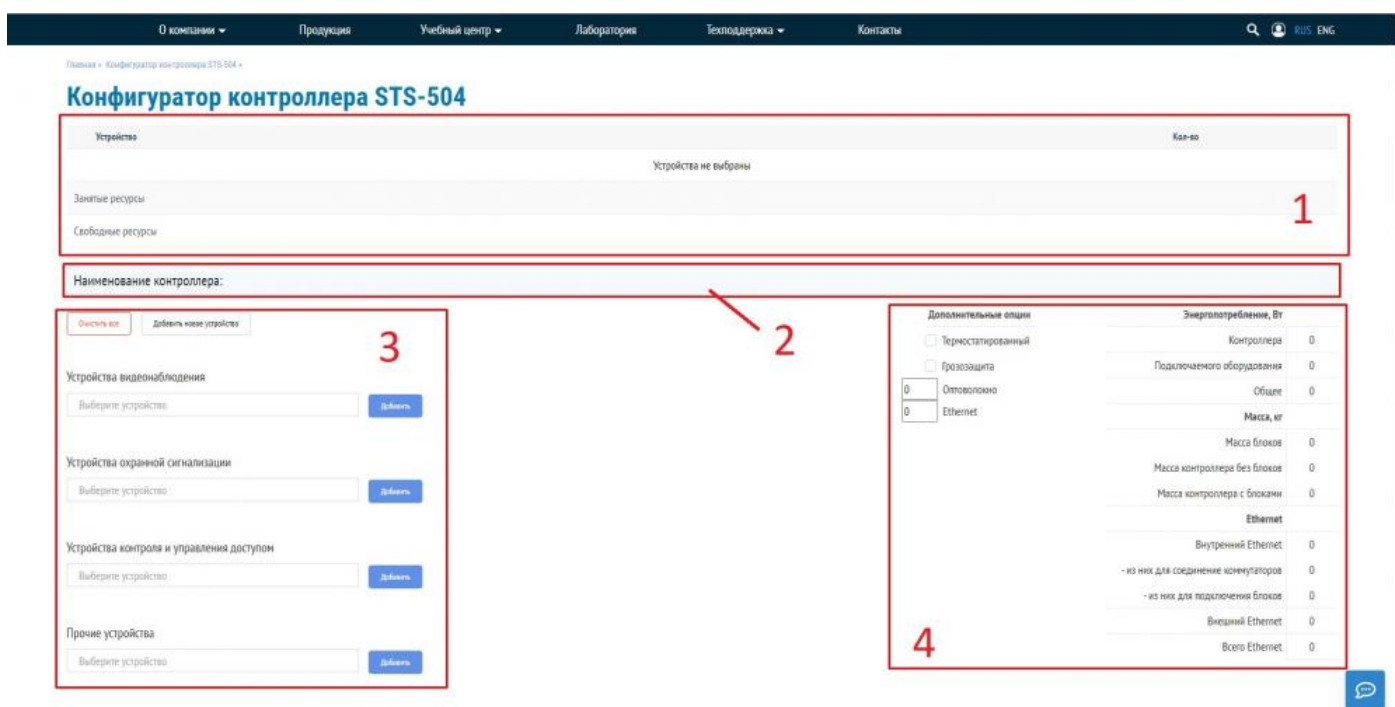 О компании Продукция Учебный центр Лаборатория Техподдержка Контакты RUS ENG
Главная » Конфигуратор контроллера STS-504 »
Конфигуратор контроллера STS-504
Устройство Кол-во
Устройства не выбраны
Занятые ресурсы
1
Свободные ресурсы
Наименование контроллера:
2
3
Очистить все Добавить новое устройство
Устройства видеонаблюдения
Выберите устройство Добавить
Устройства охранной сигнализации
Выберите устройство Добавить
Устройства контроля и управления доступом
Выберите устройство Добавить
Прочие устройства
Выберите устройство Добавить
Дополнительные опции Энергопотребление, Вт
Термостатированный Контроллера 0
Грозозащита Подключаемого оборудования 0
0 Оптоволокно Общее 0
0 Ethernet Масса, кг
Масса блоков 0
Масса контроллера без блоков 0
Масса контроллера с блоками 0
Ethernet
Внутренний Ethernet 0
- из них для соединение коммутаторов 0
- из них для подключения блоков 0
Внешний Ethernet 0
Всего Ethernet 0
4